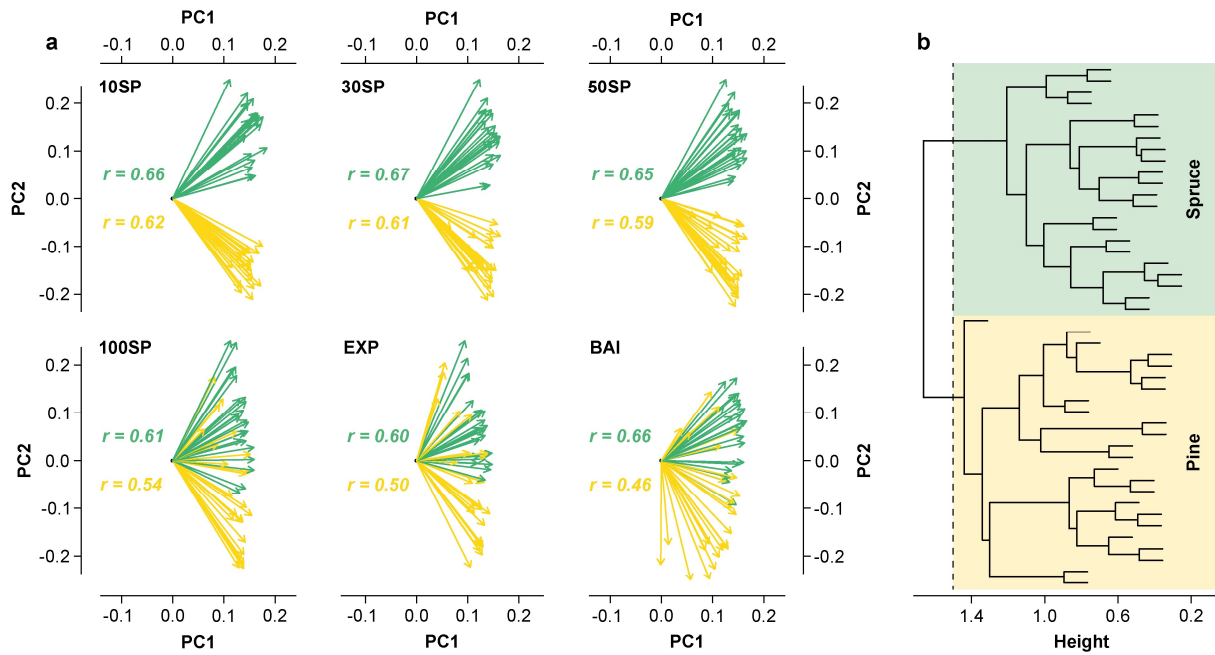 a
PC1
PC1
PC1
b
-0.1 0.0 0.1 0.2
-0.1 0.0 0.1 0.2
-0.1 0.0 0.1 0.2
10SP
30SP
50SP
PC2
0.2
0.1
0.0
-0.1
-0.2
r = 0.66
r = 0.62
r = 0.67
r = 0.61
r = 0.65
r = 0.59
0.2
0.1
0.0
-0.1
-0.2
PC2
100SP
EXP
BAI
PC2
0.2
0.1
0.0
-0.1
-0.2
r = 0.61
r = 0.54
r = 0.60
r = 0.50
r = 0.66
r = 0.46
0.2
0.1
0.0
-0.1
-0.2
PC2
-0.1 0.0 0.1 0.2
-0.1 0.0 0.1 0.2
-0.1 0.0 0.1 0.2
PC1
PC1
PC1
Spruce
Pine
1.4 1.0 0.6 0.2
Height